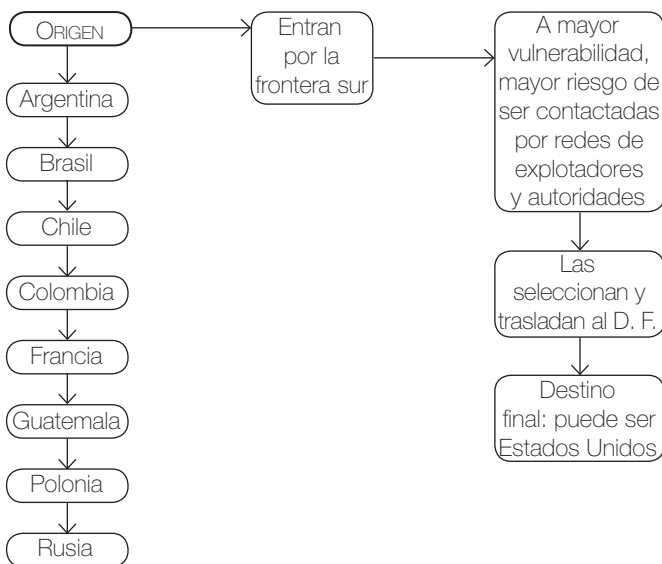 ORIGEN
Argentina
Brasil
Chile
Colombia
Francia
Guatemala
Polonia
Rusia
Entran
por la
frontera sur
A mayor
vulnerabilidad,
mayor riesgo de
ser contactadas
por redes de
explotadores
y autoridades
Las
seleccionan y
trasladan al D. F.
Destino
final: puede ser
Estados Unidos